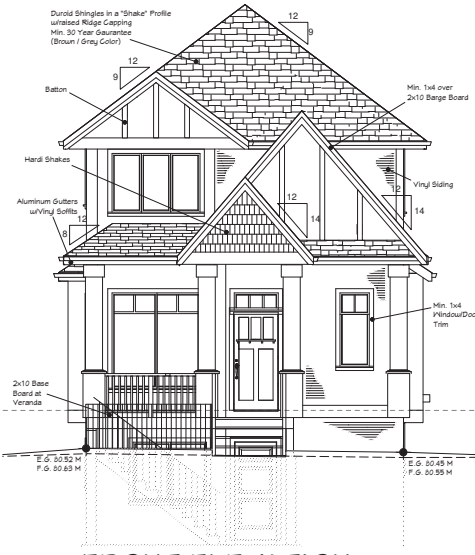 Duroid Shingles in a "Shake" Profile
w/raised Ridge Capping
Min. 30 Year Gaurantee
(Brown / Grey Color)
12
9
12
9
Batton
Min. 1x4 over
2x10 Barge Board
Hardi Shakes
Vinyl Siding
Aluminum Gutters
w/Vinyl Soffits
12
8
12
14
12
14
Min. 1x4
Window/Doo
Trim
2x10 Base
Board at
Veranda
E.G. 80.52 M
F.G. 80.63 M
E.G. 80.45 M
F.G. 80.55 M